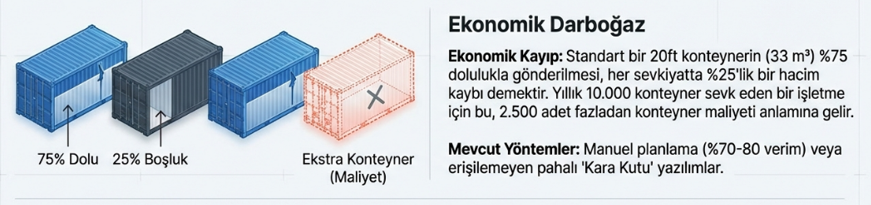 Ekonomik Darboğaz
Ekonomik Kayıp: Standart bir 20ft konteynerin (33 m³) %75
dolulukla gönderilmesi, her sevkiyatta %25'lik bir hacim
kaybı demektir. Yıllık 10.000 konteyner sevk eden bir işletme
için bu, 2.500 adet fazladan konteyner maliyeti anlamına gelir.
Mevcut Yöntemler: Manuel planlama (%70-80 verim) veya
erişilemeyen pahalı 'Kara Kutu' yazılımlar.
75% Dolu
25% Boşluk
Ekstra Konteyner
(Maliyet)